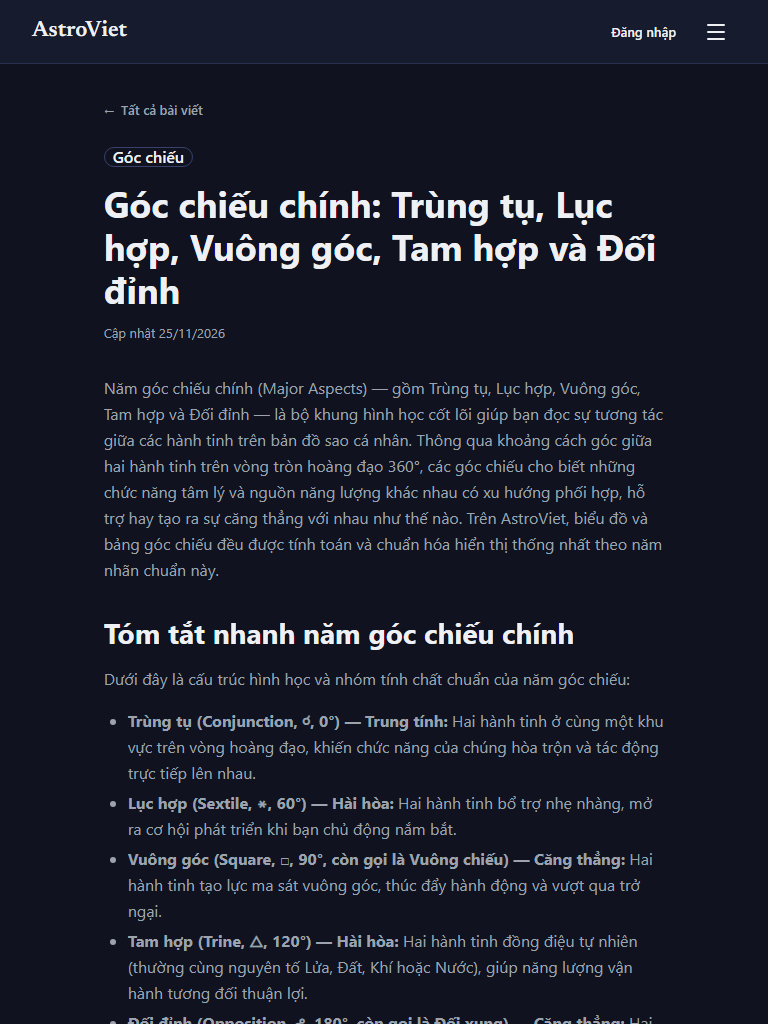 AstroViet
Đăng nhập
← Tất cả bài viết
Góc chiếu
Góc chiếu chính: Trùng tụ, Lục
hợp, Vuông góc, Tam hợp và Đối
đỉnh
Cập nhật 25/11/2026
Năm góc chiếu chính (Major Aspects) — gồm Trùng tụ, Lục hợp, Vuông góc,
Tam hợp và Đối đỉnh — là bộ khung hình học cốt lõi giúp bạn đọc sự tương tác
giữa các hành tinh trên bản đồ sao cá nhân. Thông qua khoảng cách góc giữa
hai hành tinh trên vòng tròn hoàng đạo 360°, các góc chiếu cho biết những
chức năng tâm lý và nguồn năng lượng khác nhau có xu hướng phối hợp, hỗ
trợ hay tạo ra sự căng thẳng với nhau như thế nào. Trên AstroViet, biểu đồ và
bảng góc chiếu đều được tính toán và chuẩn hóa hiển thị thống nhất theo năm
nhãn chuẩn này.
Tóm tắt nhanh năm góc chiếu chính
Dưới đây là cấu trúc hình học và nhóm tính chất chuẩn của năm góc chiếu:
• Trùng tụ (Conjunction, ☌, 0°) — Trung tính: Hai hành tinh ở cùng một khu
vực trên vòng hoàng đạo, khiến chức năng của chúng hòa trộn và tác động
trực tiếp lên nhau.
• Lục hợp (Sextile, ⚹, 60°) — Hài hòa: Hai hành tinh bổ trợ nhẹ nhàng, mở
ra cơ hội phát triển khi bạn chủ động nắm bắt.
• Vuông góc (Square, □, 90°, còn gọi là Vuông chiếu) — Căng thẳng: Hai
hành tinh tạo lực ma sát vuông góc, thúc đẩy hành động và vượt qua trở
ngại.
• Tam hợp (Trine, △, 120°) — Hài hòa: Hai hành tinh đồng điệu tự nhiên
(thường cùng nguyên tố Lửa, Đất, Khí hoặc Nước), giúp năng lượng vận
hành tương đối thuận lợi.
• Đối đỉnh (Opposition, ☍, 180°, còn gọi là Đối xung) — Căng thẳng: Hai